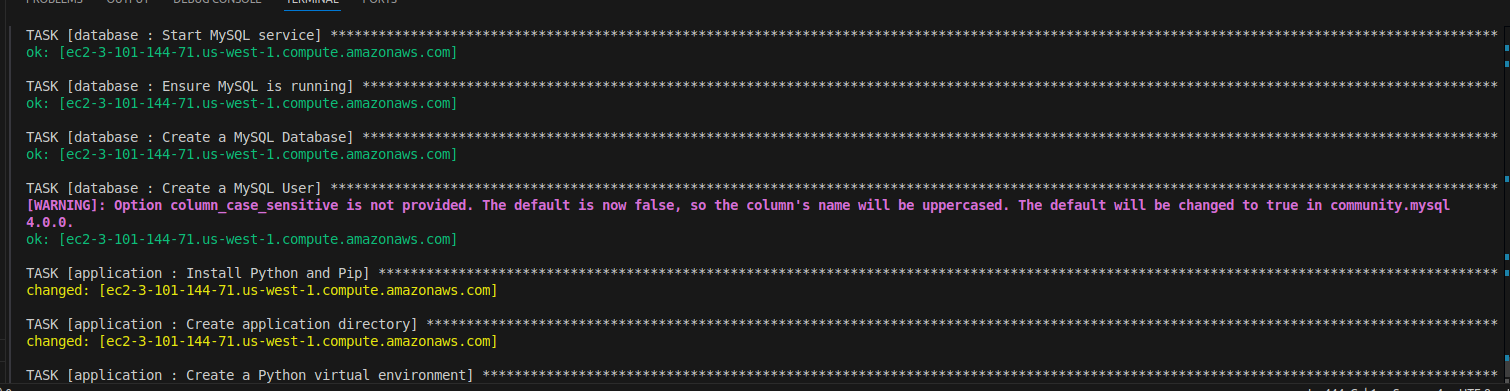 PROBLEMS OUTPUT DEBUG CONSOLE TERMINAL PORTS
TASK [database : Start MySQL service] **************************************************************************************************************************************************
ok: [ec2-3-101-144-71.us-west-1.compute.amazonaws.com]
TASK [database : Ensure MySQL is running] **********************************************************************************************************************************************
ok: [ec2-3-101-144-71.us-west-1.compute.amazonaws.com]
TASK [database : Create a MySQL Database] **********************************************************************************************************************************************
ok: [ec2-3-101-144-71.us-west-1.compute.amazonaws.com]
TASK [database : Create a MySQL User] **************************************************************************************************************************************************
[WARNING]: Option column_case_sensitive is not provided. The default is now false, so the column's name will be uppercased. The default will be changed to true in community.mysql
4.0.0.
ok: [ec2-3-101-144-71.us-west-1.compute.amazonaws.com]
TASK [application : Install Python and Pip] ********************************************************************************************************************************************
changed: [ec2-3-101-144-71.us-west-1.compute.amazonaws.com]
TASK [application : Create application directory] **************************************************************************************************************************************
changed: [ec2-3-101-144-71.us-west-1.compute.amazonaws.com]
TASK [application : Create a Python virtual environment] *******************************************************************************************************************************